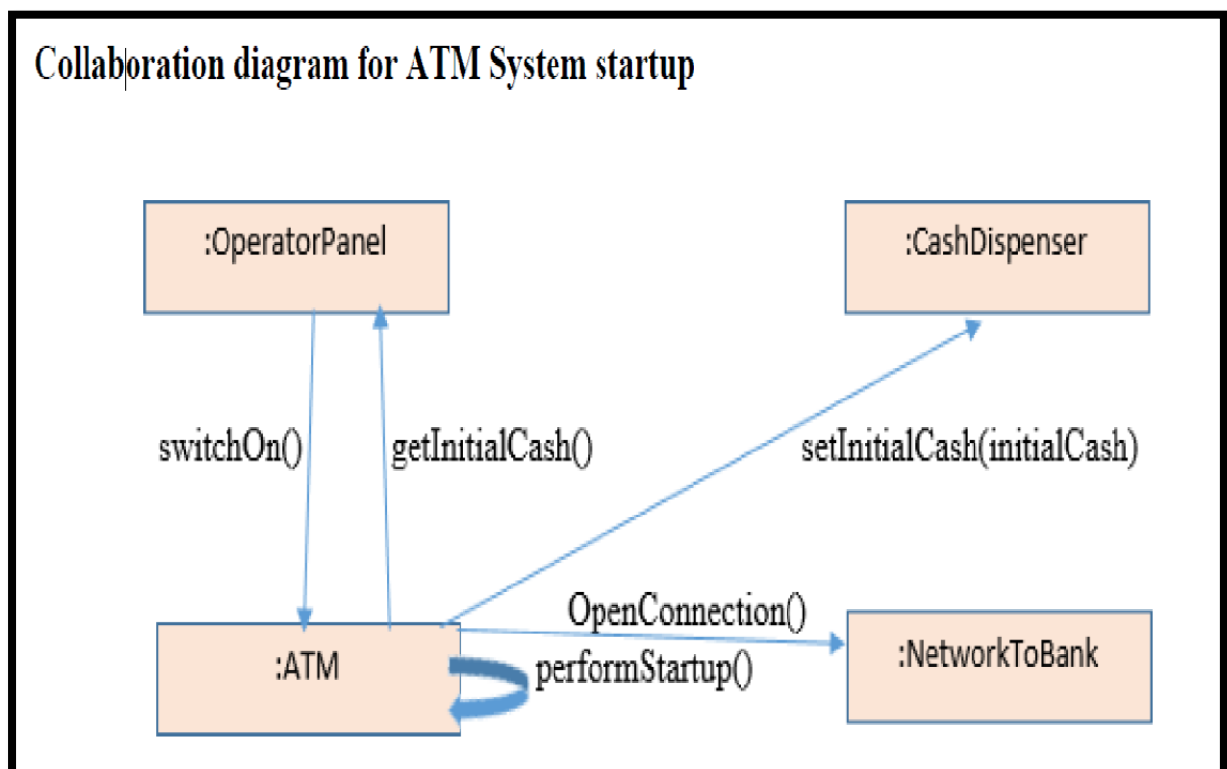 Collaboration diagram for ATM System startup
:OperatorPanel
:CashDispenser
switchOn()
getInitialCash()
setInitialCash(initialCash)
OpenConnection()
:ATM
performStartup()
:NetworkToBank